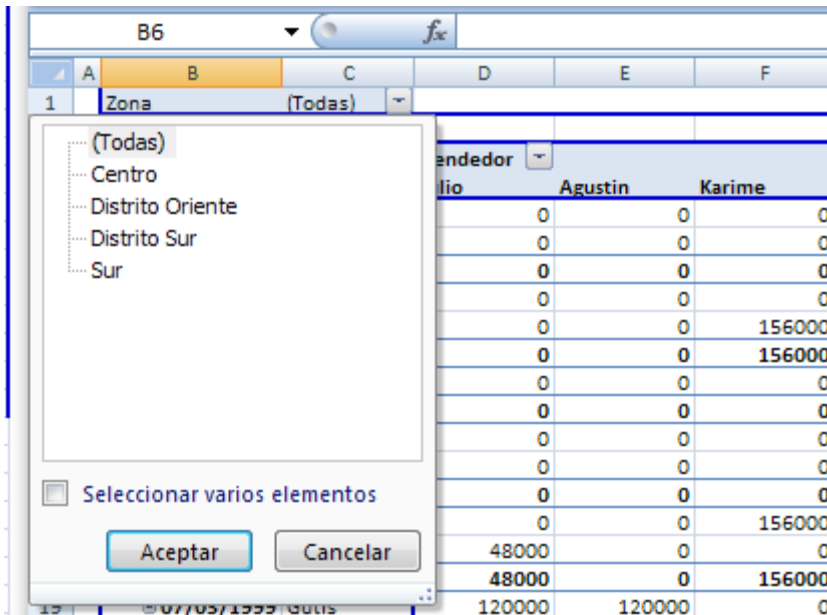 B6 fx
A B C D E F
1 Zona (Todas)
(Todas)
Centro
Distrito Oriente
Distrito Sur
Sur
Seleccionar varios elementos
Aceptar Cancelar
endedor
lio Agustin Karime
0 0 0
0 0 0
0 0 0
0 0 0
0 0 156000
0 0 156000
0 0 0
0 0 0
0 0 0
0 0 0
0 0 0
0 0 156000
48000 0 0
48000 0 156000
19 07/03/1999 Gutis 120000 120000 0